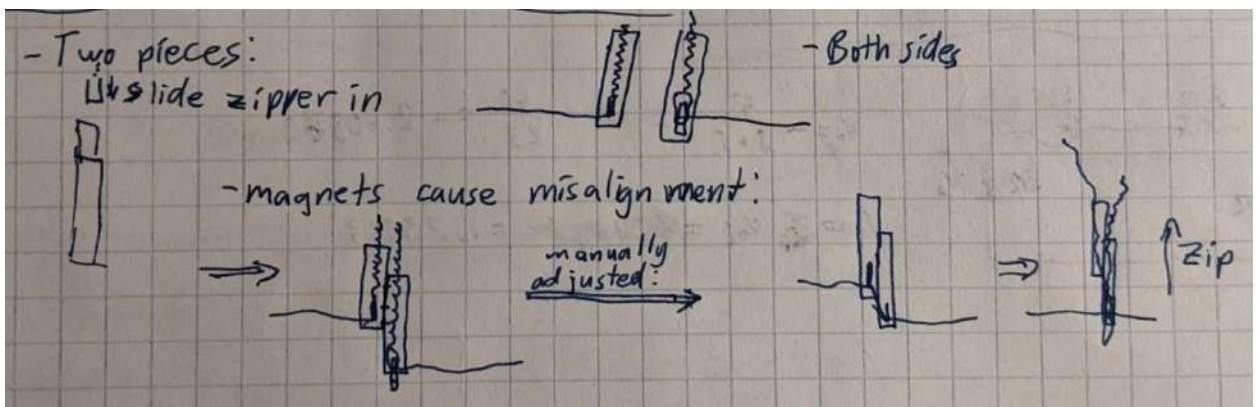 - Two pieces:
slide zipper in
- Both sides
- magnets cause misalignment:
manually
adjusted:
Zip